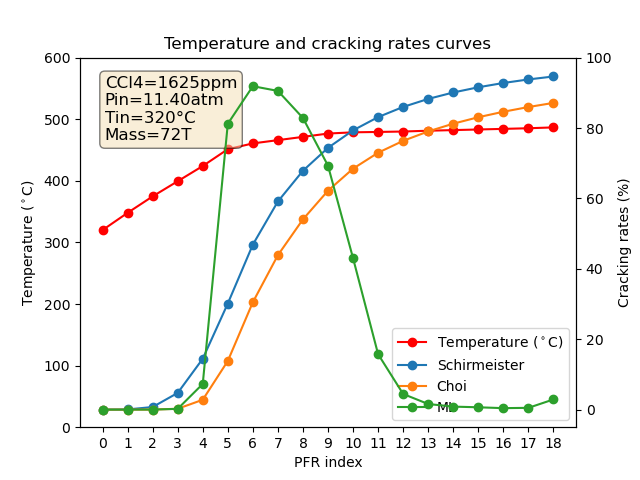 Temperature and cracking rates curves
CCl4=1625ppm
Pin=11.40atm
Tin=320°C
Mass=72T
Temperature (°C)
600
500
400
300
200
100
0
100
80
60
40
20
0
Cracking rates (%)
Temperature (°C)
Schirmeister
Choi
ML
0 1 2 3 4 5 6 7 8 9 10 11 12 13 14 15 16 17 18
PFR index